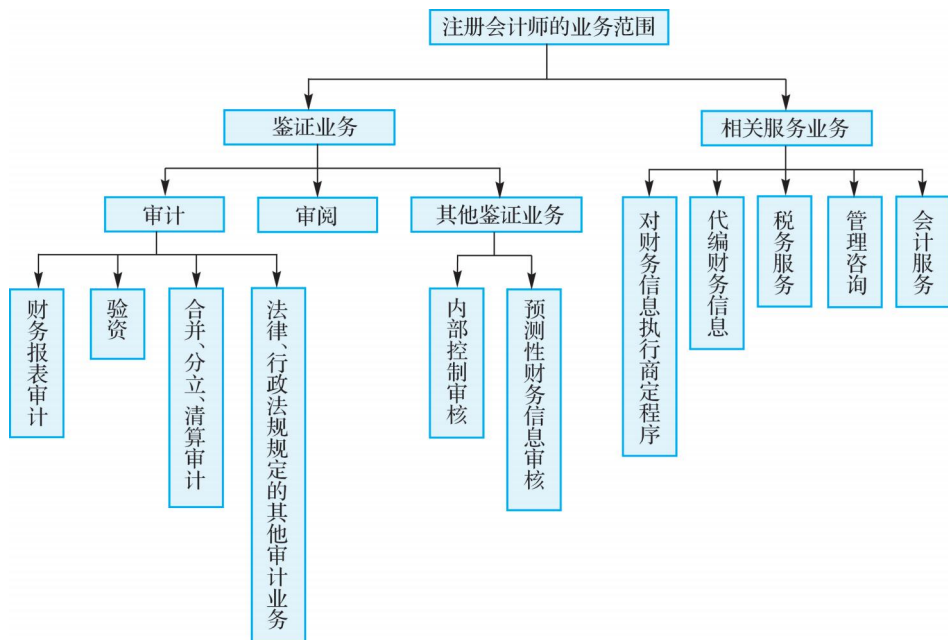 注册会计师的业务范围
鉴证业务
相关服务业务
审计
审阅
其他鉴证业务
对财务信息执行商定程序
代编财务信息
税务服务
管理咨询
会计服务
财务报表审计
验资
合并、分立、清算审计
法律、行政法规规定的其他审计业务
内部控制审核
预测性财务信息审核